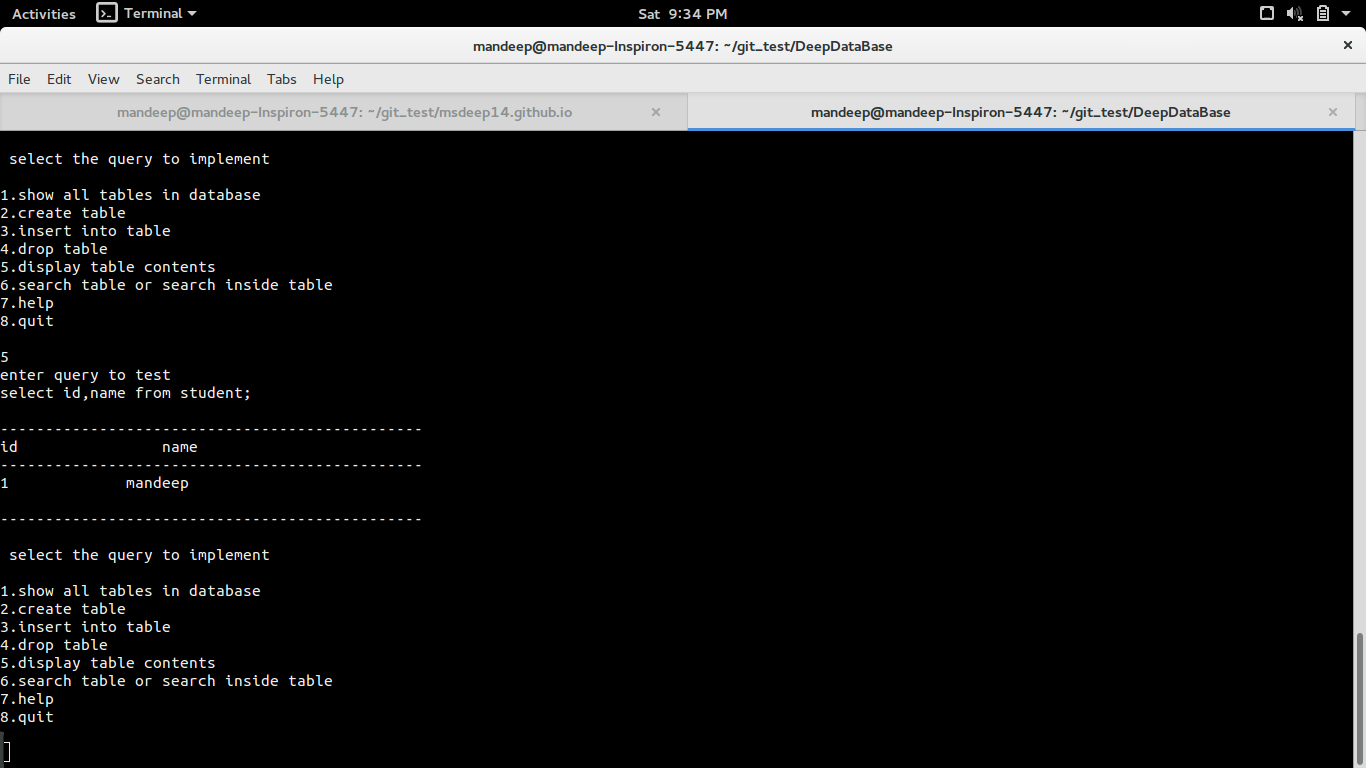 Activities Terminal Sat 9:34 PM
mandeep@mandeep-Inspiron-5447: ~/git_test/DeepDataBase ×
File Edit View Search Terminal Tabs Help
mandeep@mandeep-Inspiron-5447: ~/git_test/msdeep14.github.io × mandeep@mandeep-Inspiron-5447: ~/git_test/DeepDataBase ×
select the query to implement
1.show all tables in database
2.create table
3.insert into table
4.drop table
5.display table contents
6.search table or search inside table
7.help
8.quit
5
enter query to test
select id,name from student;
-----------------------------------------------
id name
-----------------------------------------------
1 mandeep
-----------------------------------------------
select the query to implement
1.show all tables in database
2.create table
3.insert into table
4.drop table
5.display table contents
6.search table or search inside table
7.help
8.quit